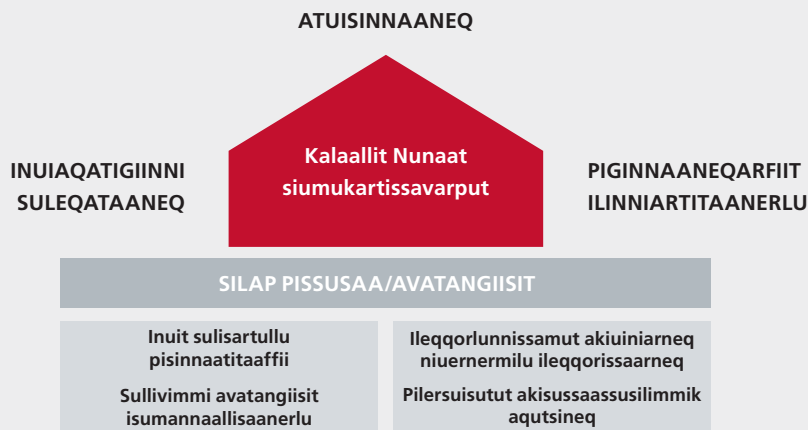 ATUISINNAANEQ
INUIAQATIGIINNI
SULEQATAANEQ
Kalaallit Nunaat
siumukartissavarput
PIGINNAANEQARFIIT
ILINNIARTITAANERLU
SILAP PISSUSAA/AVATANGIISIT
Inuit sulisartullu
pisinnaatitaaffii
Sullivimmi avatangiisit
isumannaallisaanerlu
Ileqqorlunnissamut akiuiniarneq
niuernermilu ileqqorissaarneq
Pilersuisutut akisussaassusilimmik
aqutsineq